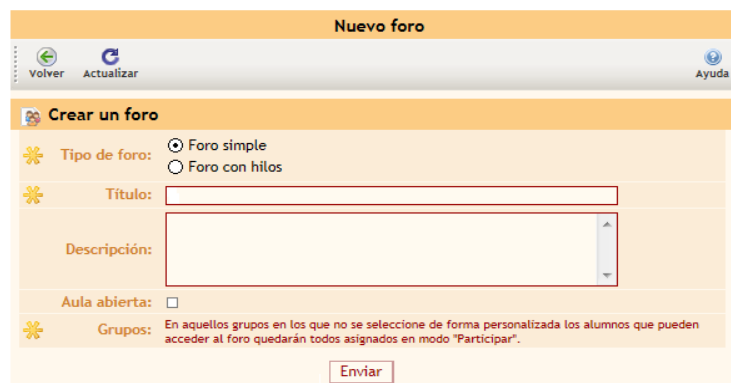 Nuevo foro
Volver Actualizar Ayuda
Crear un foro
Tipo de foro: Foro simple
Foro con hilos
Título:
Descripción:
Aula abierta:
Grupos: En aquellos grupos en los que no se seleccione de forma personalizada los alumnos que pueden
acceder al foro quedarán todos asignados en modo "Participar".
Enviar